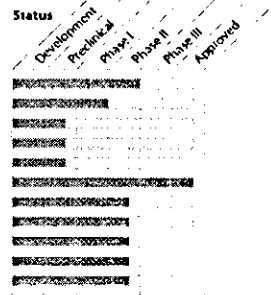 Status
Development
Preclinical
Phase I
Phase II
Phase III
Approved